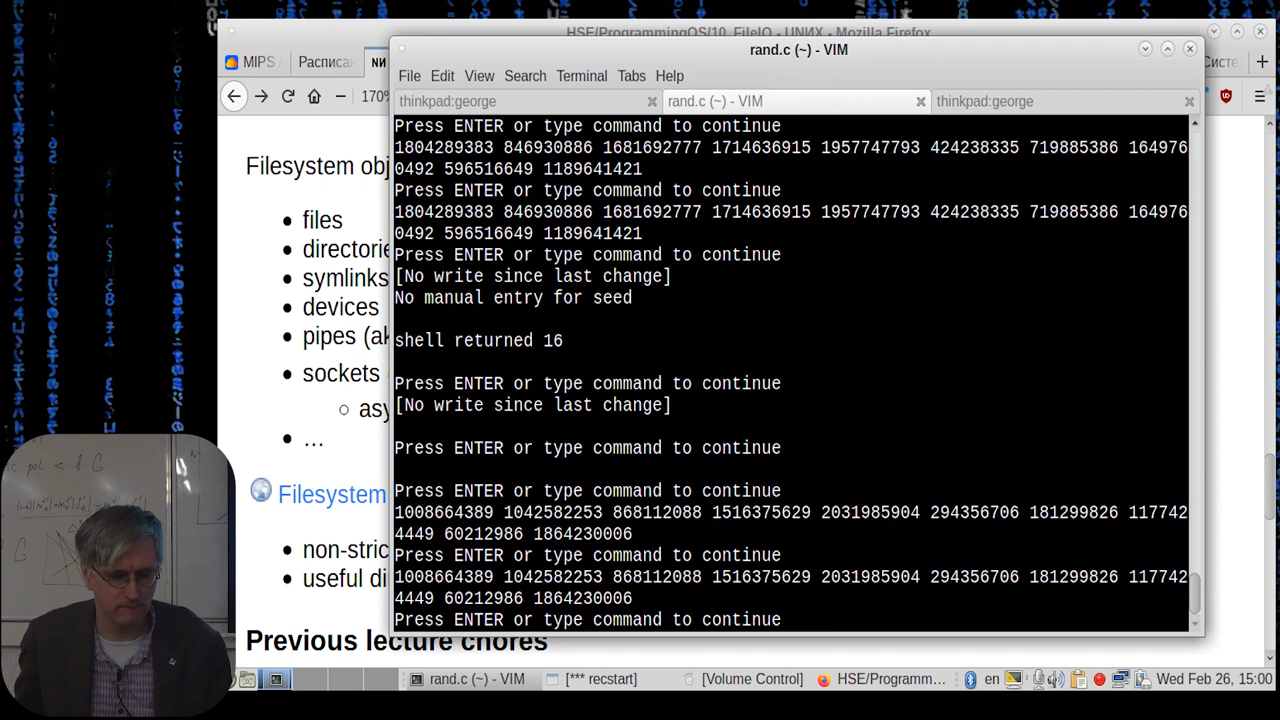 HSE/ProgrammingOS/10_FileIO - UNИX - Mozilla Firefox
rand.c (~) - VIM
MIPS
Расписан
NИ
170%
File Edit View Search Terminal Tabs Help
thinkpad:george
rand.c (~) - VIM
thinkpad:george
Filesystem obj
files
directorie
symlinks
devices
pipes (ak
sockets
asy
...
Filesystem
non-stric
useful di
Previous lecture chores
Press ENTER or type command to continue
1804289383 846930886 1681692777 1714636915 1957747793 424238335 719885386 164976
0492 596516649 1189641421
Press ENTER or type command to continue
1804289383 846930886 1681692777 1714636915 1957747793 424238335 719885386 164976
0492 596516649 1189641421
Press ENTER or type command to continue
[No write since last change]
No manual entry for seed
shell returned 16
Press ENTER or type command to continue
[No write since last change]
Press ENTER or type command to continue
Press ENTER or type command to continue
1008664389 1042582253 868112088 1516375629 2031985904 294356706 181299826 117742
4449 60212986 1864230006
Press ENTER or type command to continue
1008664389 1042582253 868112088 1516375629 2031985904 294356706 181299826 117742
4449 60212986 1864230006
Press ENTER or type command to continue
rand.c (~) - VIM
[*** recstart]
[Volume Control]
HSE/Programm...
en
Wed Feb 26, 15:00